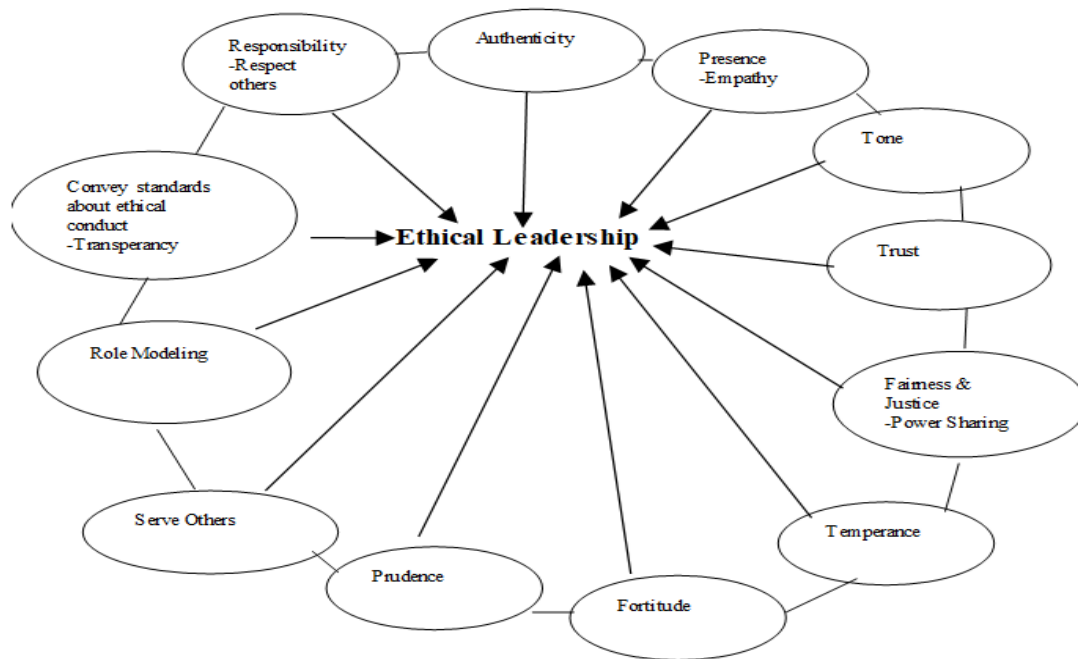 Responsibility
-Respect
others
Authenticity
Presence
-Empathy
Tone
Convey standards
about ethical
conduct
-Transperancy
Ethical Leadership
Trust
Role Modeling
Fairness &
Justice
-Power Sharing
Serve Others
Temperance
Prudence
Fortitude